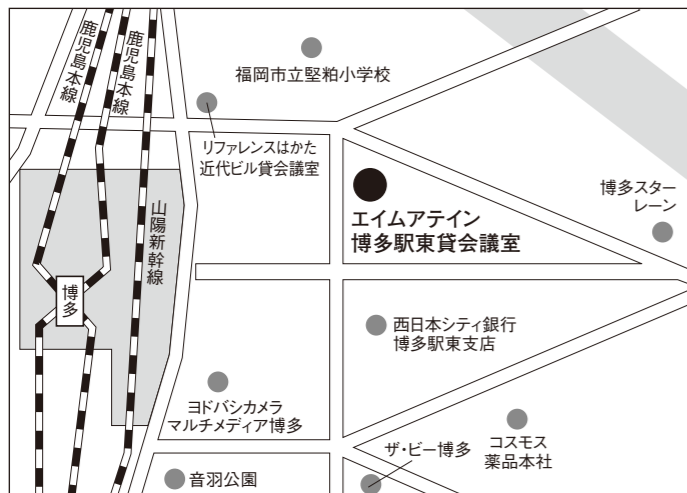 鹿児島本線
鹿児島本線
福岡市立堅粕小学校
リファレンスはかた
近代ビル貸会議室
山陽新幹線
エイムアテイン
博多駅東貸会議室
博多スター
レーン
博多
西日本シティ銀行
博多駅東支店
ヨドバシカメラ
マルチメディア博多
ザ・ビー博多
コスモス
薬品本社
音羽公園